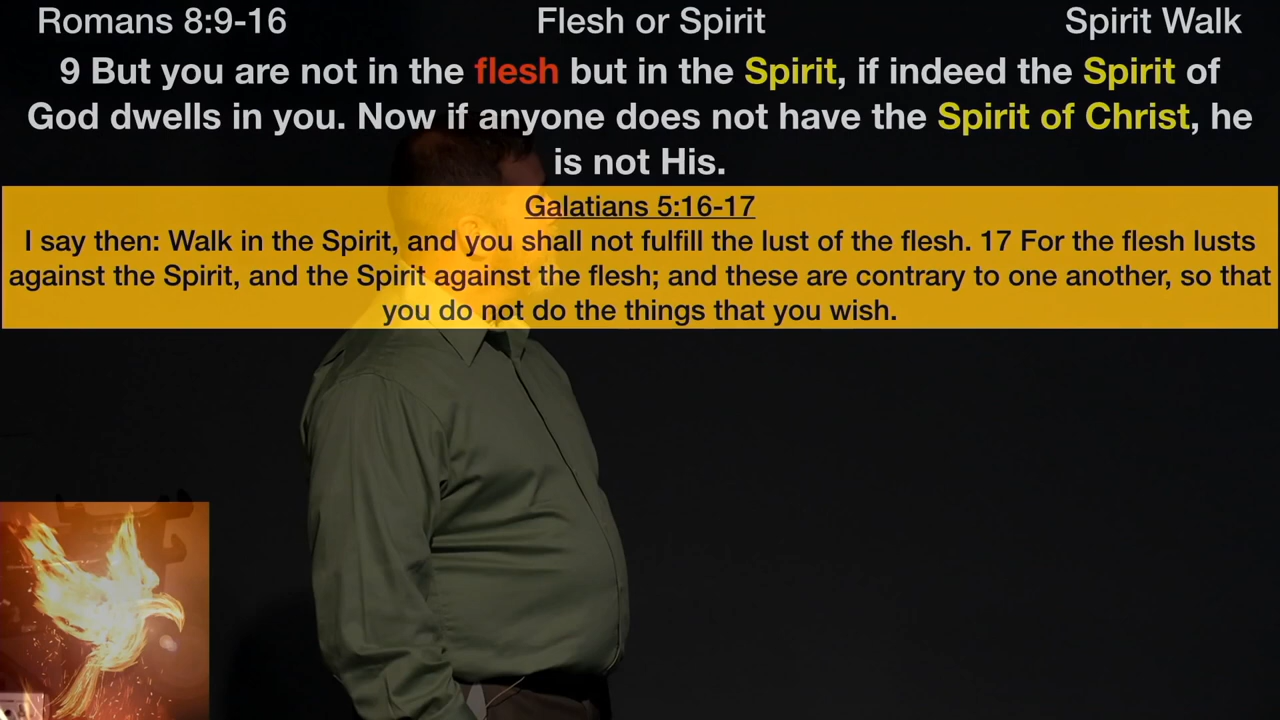 Romans 8:9-16 Flesh or Spirit Spirit Walk
9 But you are not in the flesh but in the Spirit, if indeed the Spirit of
God dwells in you. Now if anyone does not have the Spirit of Christ, he
is not His.
Galatians 5:16-17
I say then: Walk in the Spirit, and you shall not fulfill the lust of the flesh. 17 For the flesh lusts
against the Spirit, and the Spirit against the flesh; and these are contrary to one another, so that
you do not do the things that you wish.